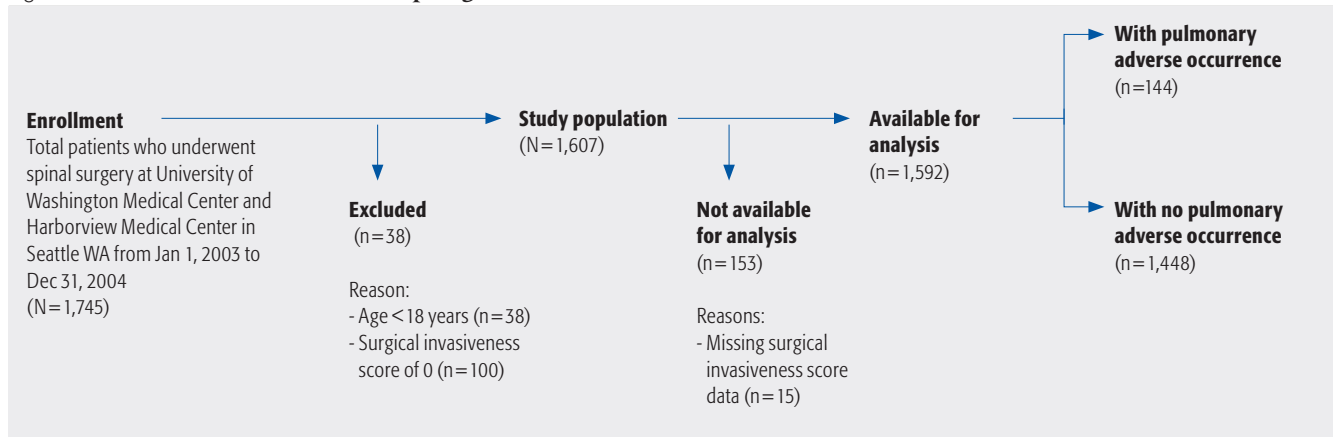 Enrollment
Total patients who underwent
spinal surgery at University of
Washington Medical Center and
Harborview Medical Center in
Seattle WA from Jan 1, 2003 to
Dec 31, 2004
(N=1,745)
Excluded
(n=38)
Reason:
- Age <18 years (n=38)
- Surgical invasiveness
score of 0 (n=100)
Study population
(N=1,607)
Not available
for analysis
(n=153)
Reasons:
- Missing surgical
invasiveness score
data (n=15)
Available for
analysis
(n=1,592)
With pulmonary
adverse occurrence
(n=144)
With no pulmonary
adverse occurrence
(n=1,448)